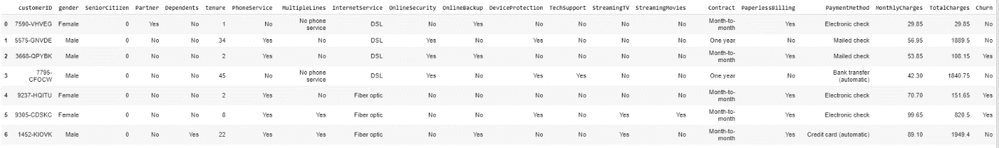 customerID gender SeniorCitizen Partner Dependents tenure PhoneService MultipleLines InternetService OnlineSecurity OnlineBackup DeviceProtection TechSupport StreamingTV StreamingMovies Contract PaperlessBilling PaymentMethod MonthlyCharges TotalCharges Churn
0 7590-VHVEG Female 0 Yes No 1 No No phone service DSL No Yes No No No No Month-to-month Yes Electronic check 29.85 29.85 No
1 5575-GNVDE Male 0 No No 34 Yes No DSL Yes No Yes No No No One year No Mailed check 56.95 1889.5 No
2 3668-QPYBK Male 0 No No 2 Yes No DSL Yes Yes No No No No Month-to-month Yes Mailed check 53.85 108.15 Yes
3 7795-CFOCW Male 0 No No 45 No No phone service DSL Yes No Yes Yes No No One year No Bank transfer (automatic) 42.30 1840.75 No
4 9237-HQITU Female 0 No No 2 Yes No Fiber optic No No No No No No Month-to-month Yes Electronic check 70.70 151.65 Yes
5 9305-CDSKC Female 0 No No 8 Yes Yes Fiber optic No No Yes No Yes Yes Month-to-month Yes Electronic check 99.65 820.5 Yes
6 1452-KIOVK Male 0 No Yes 22 Yes Yes Fiber optic No Yes No No Yes No Month-to-month Yes Credit card (automatic) 89.10 1949.4 No